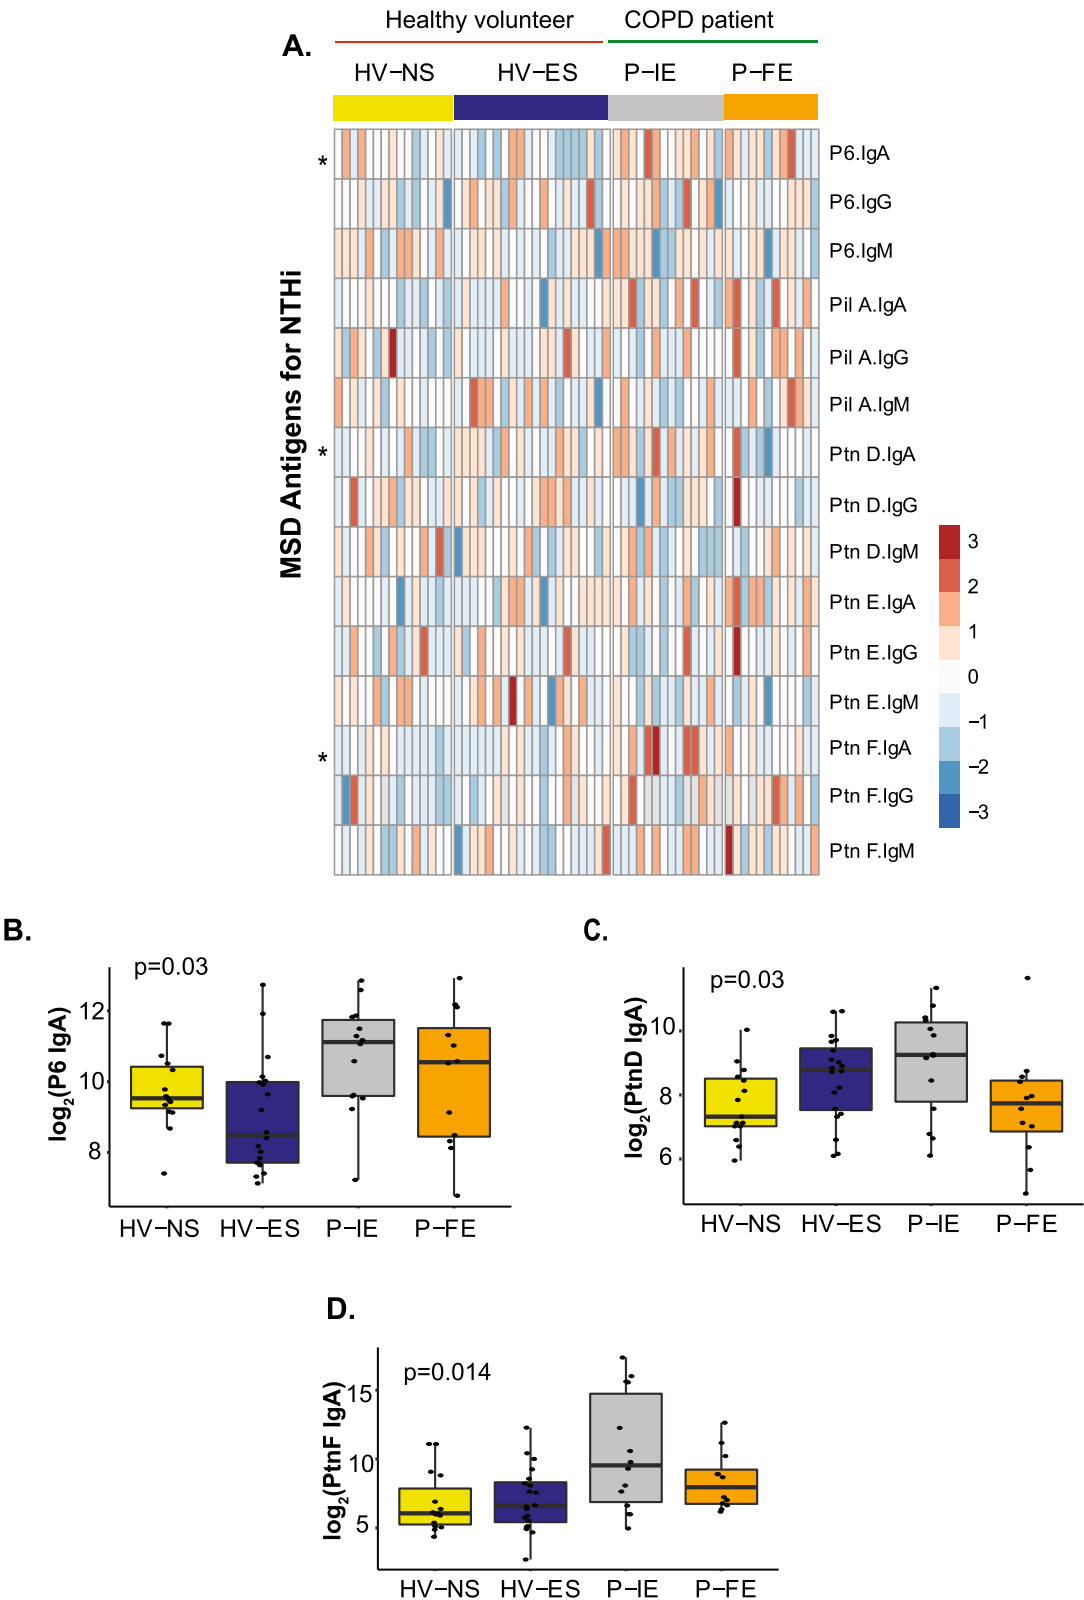 Healthy volunteer COPD patient
A.
HV−NS HV−ES P−IE P−FE
MSD Antigens for NTHi
* P6.IgA
P6.IgG
P6.IgM
Pil A.IgA
Pil A.IgG
Pil A.IgM
* Ptn D.IgA
Ptn D.IgG
Ptn D.IgM
Ptn E.IgA
Ptn E.IgG
Ptn E.IgM
* Ptn F.IgA
Ptn F.IgG
Ptn F.IgM
3
2
1
0
−1
−2
−3
B.
p=0.03
log2(P6 IgA)
12
10
8
HV−NS HV−ES P−IE P−FE
C.
p=0.03
log2(PtnD IgA)
10
8
6
HV−NS HV−ES P−IE P−FE
D.
p=0.014
log2(PtnF IgA)
15
10
5
HV−NS HV−ES P−IE P−FE